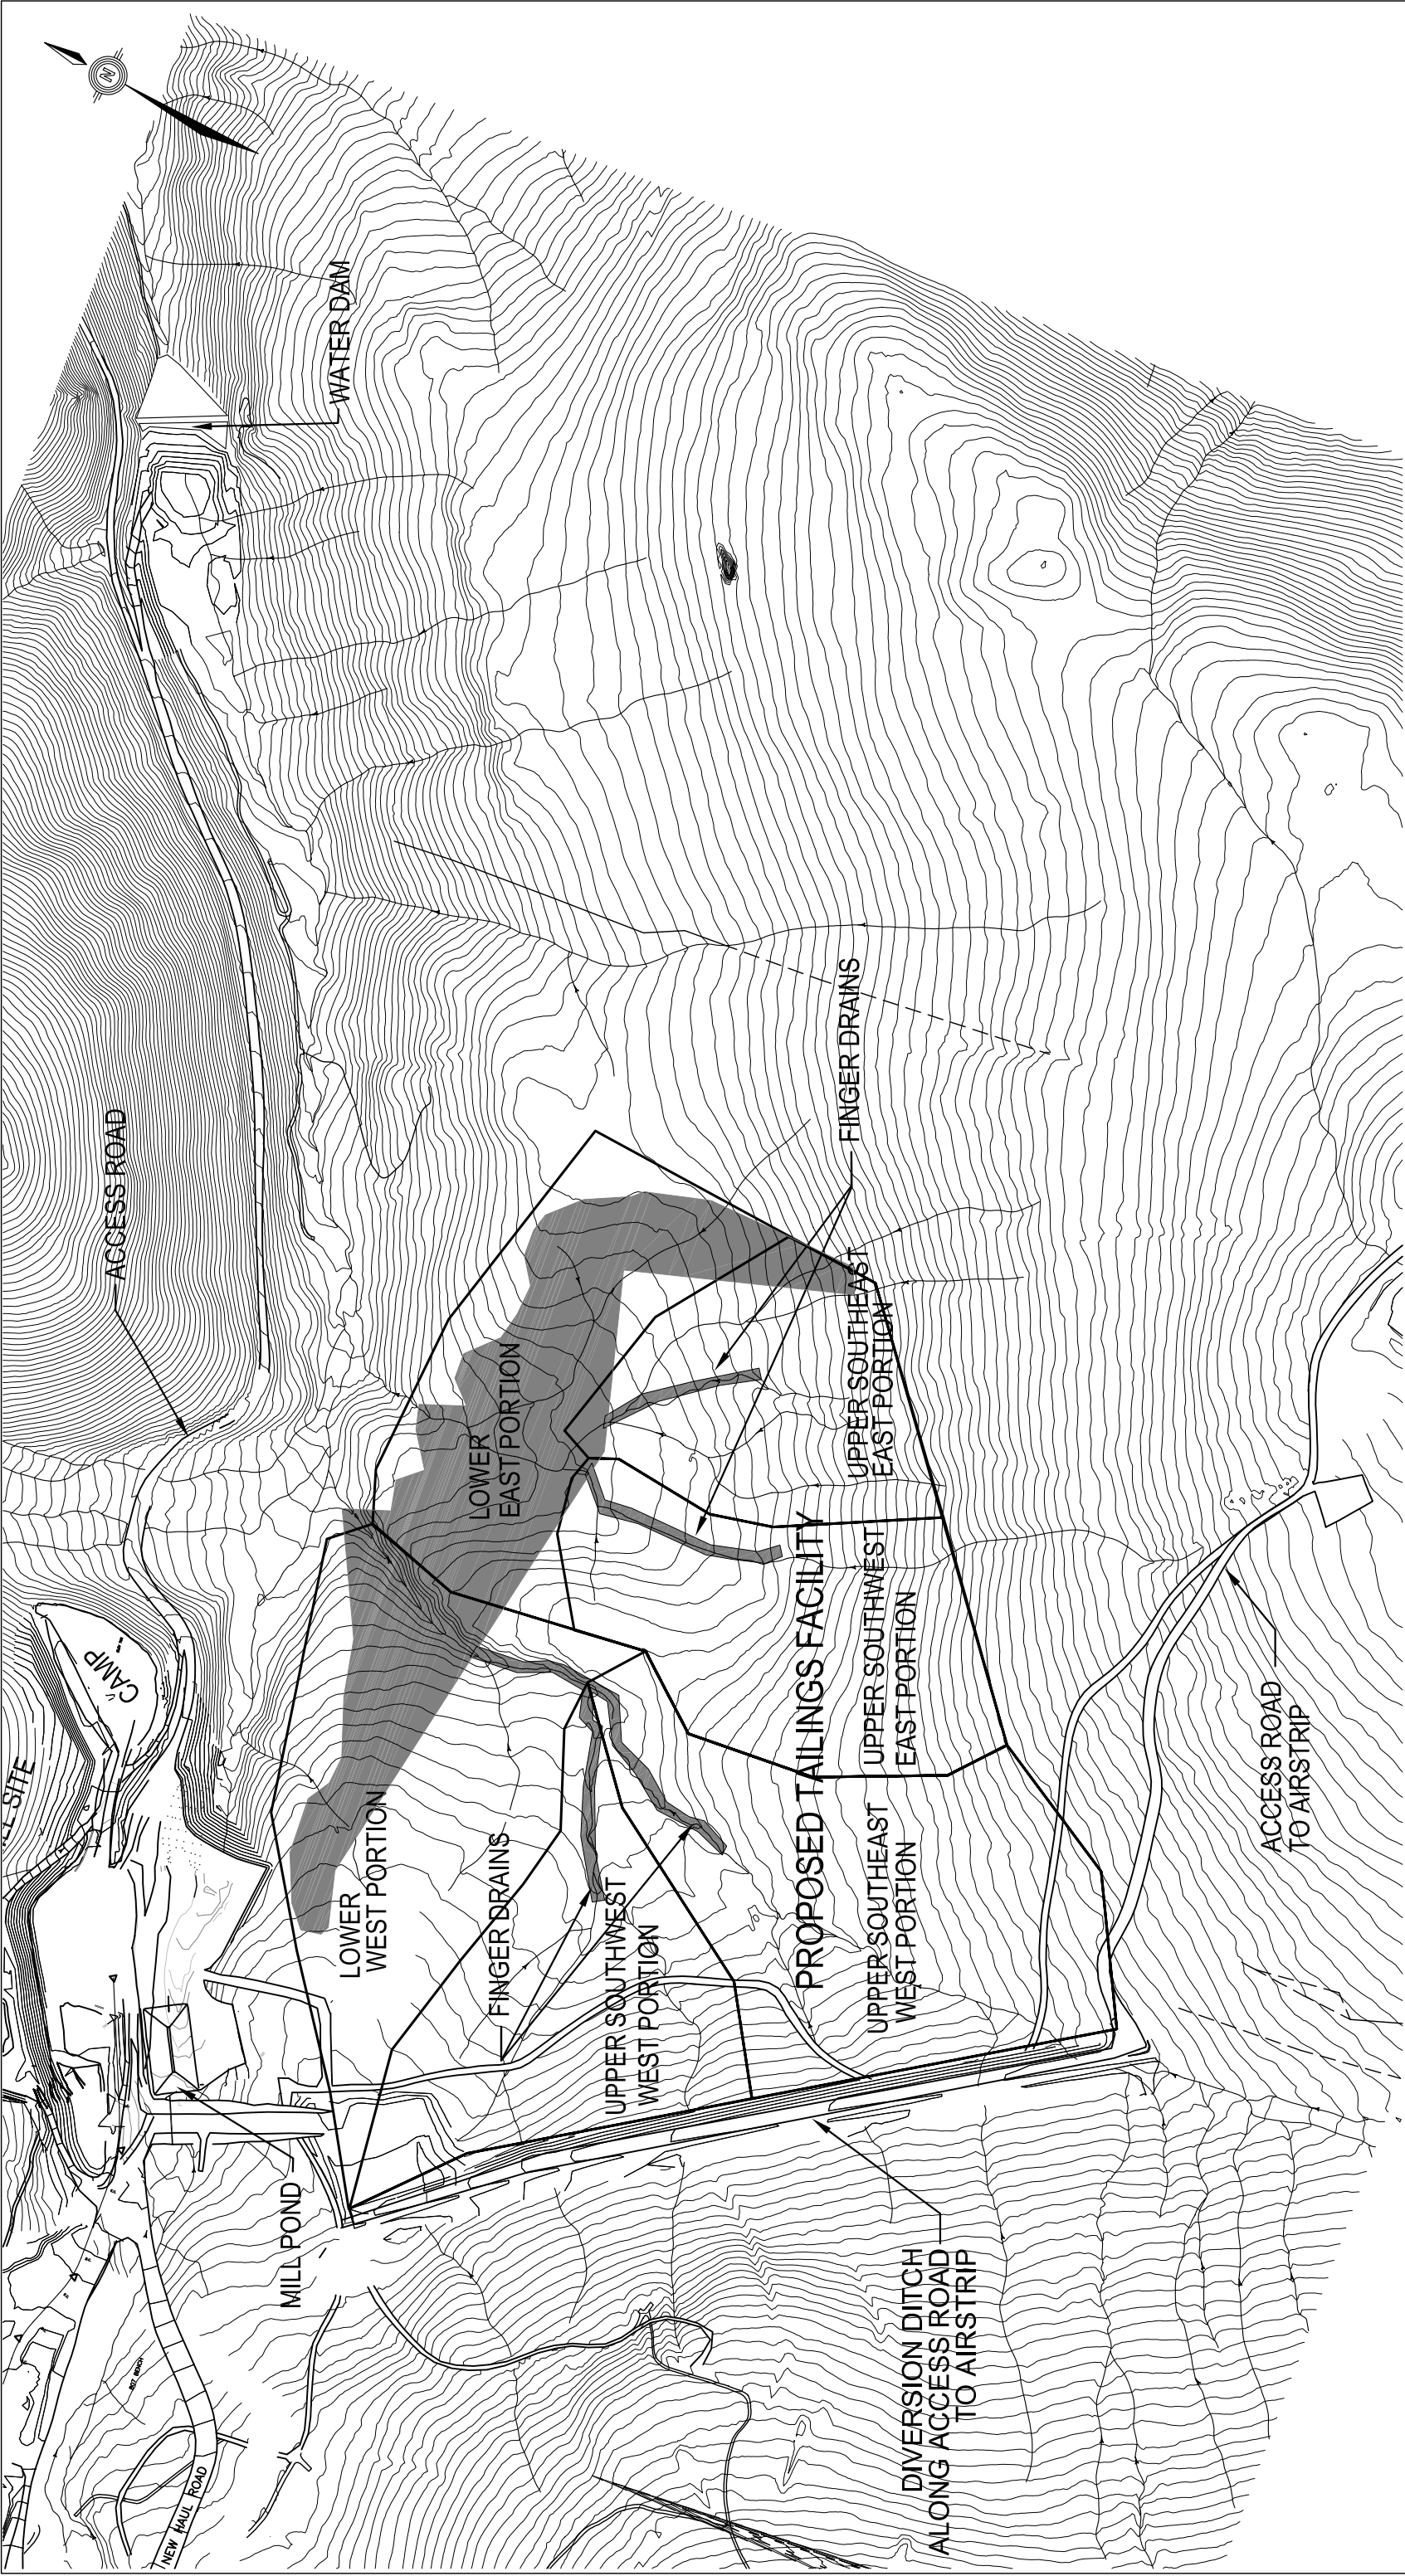 N
WATER DAM
ACCESS ROAD
FINGER DRAINS
LOWER
EAST PORTION
UPPER SOUTHEAST
EAST PORTION
PROPOSED TAILINGS FACILITY
UPPER SOUTHWEST
EAST PORTION
CAMP
SITE
LOWER
WEST PORTION
FINGER DRAINS
UPPER SOUTHWEST
WEST PORTION
UPPER SOUTHEAST
WEST PORTION
ACCESS ROAD
TO AIRSTRIP
MILL POND
DIVERSION DITCH
ALONG ACCESS ROAD
TO AIRSTRIP
NEW HAUL ROAD